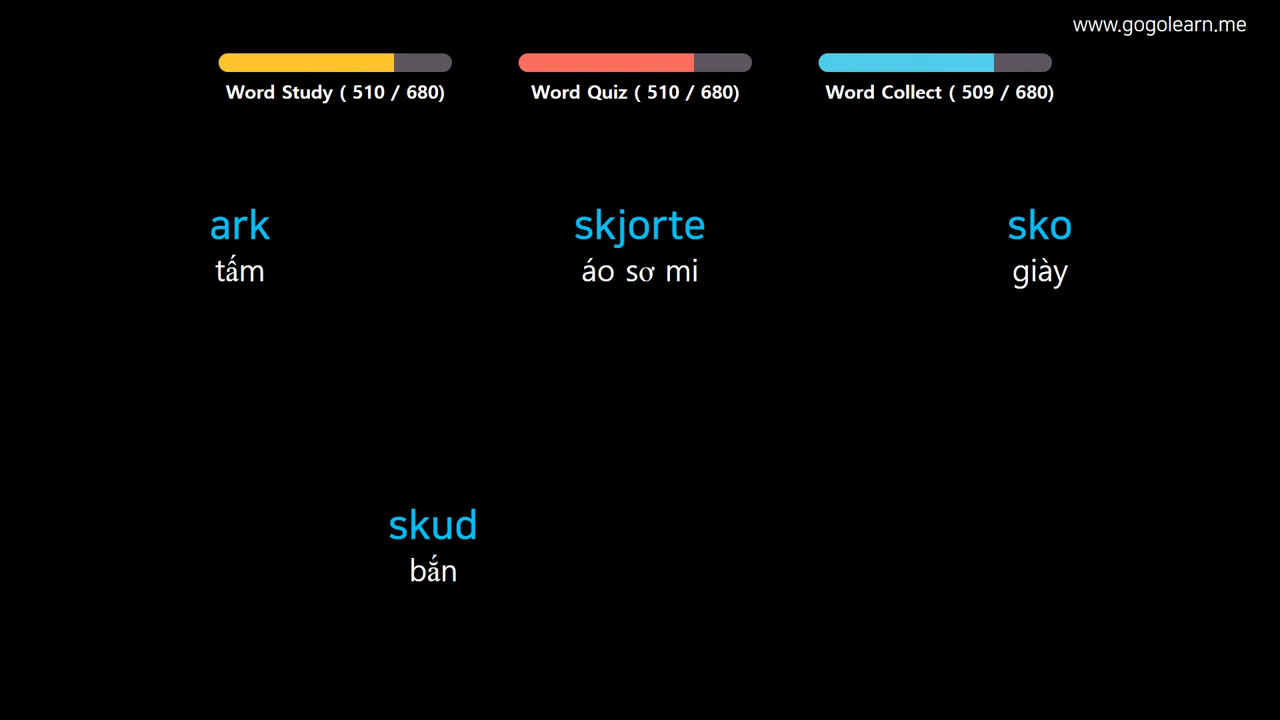 www.gogolearn.me
Word Study ( 510 / 680)
Word Quiz ( 510 / 680)
Word Collect ( 509 / 680)
ark
tấm
skjorte
áo sơ mi
sko
giày
skud
bắn